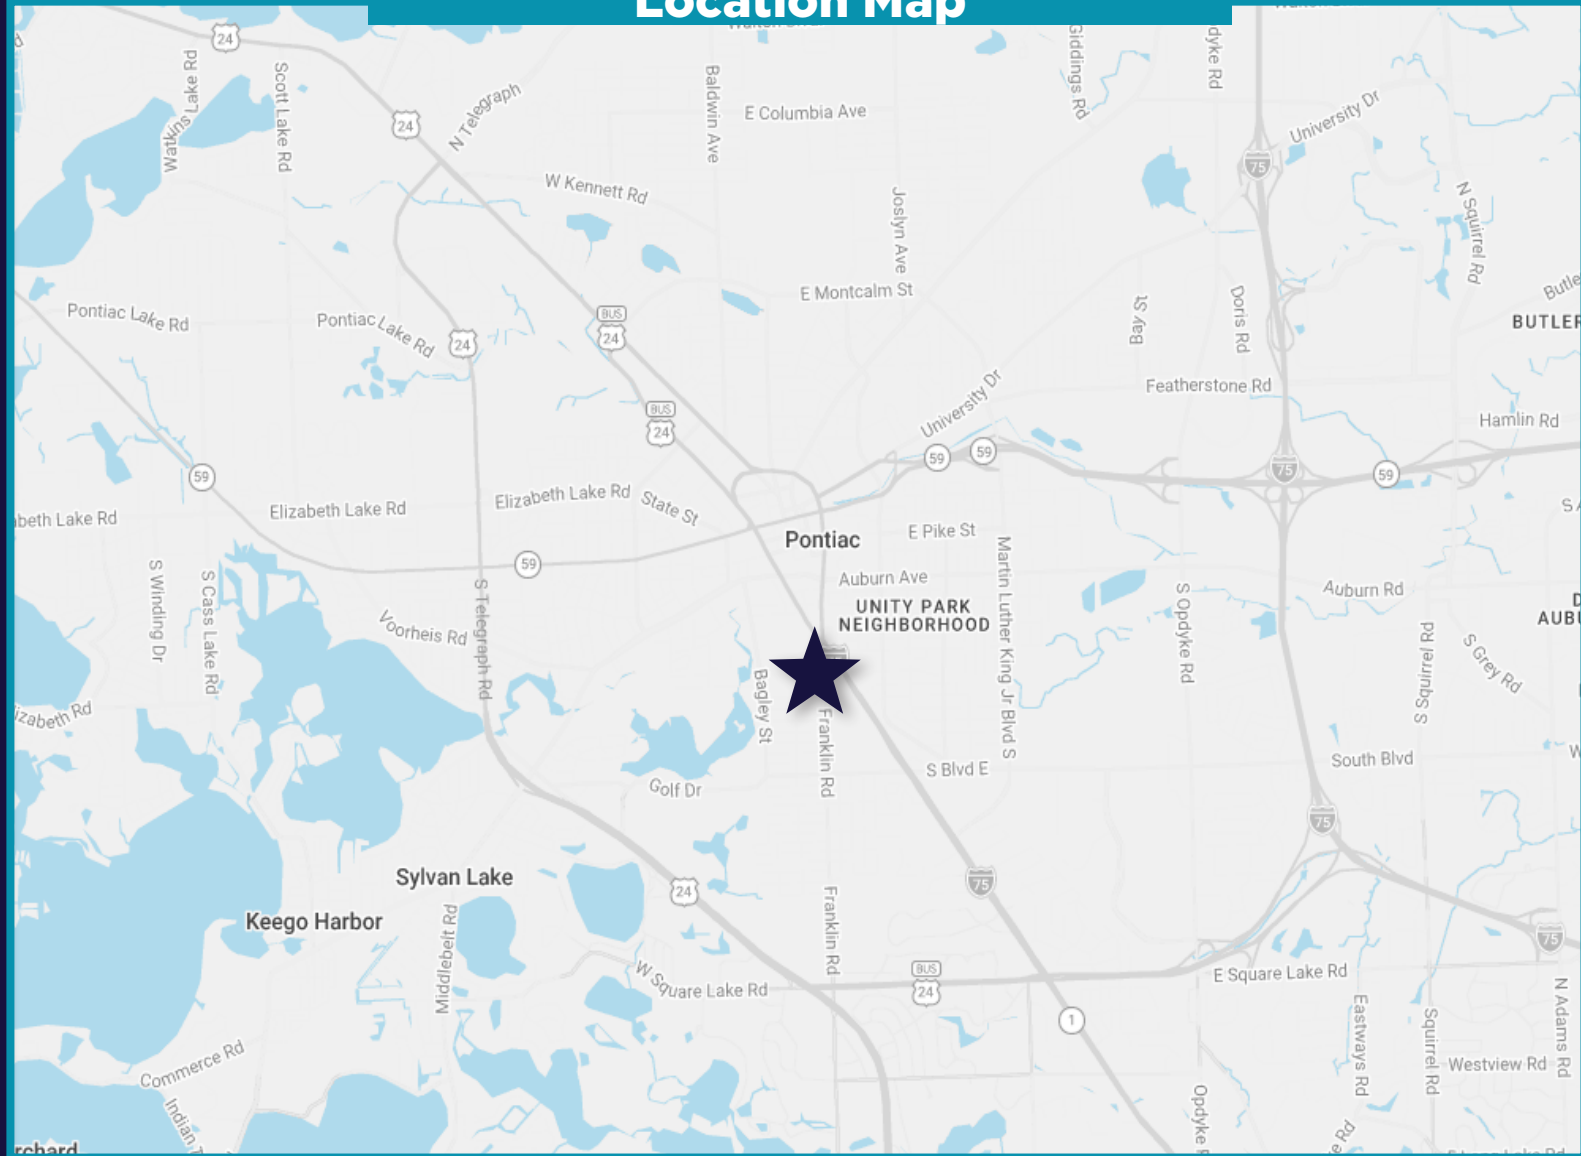 Location Map
24
Watkins Lake Rd
Scott Lake Rd
24
N Telegraph
Baldwin Ave
E Columbia Ave
Giddings Rd
dyke Rd
University Dr
75
W Kennett Rd
Joslyn Ave
N Squirrel Rd
Pontiac Lake Rd
Pontiac Lake Rd
24
BUS
24
E Montcalm St
Bay St
Doris Rd
Butle
BUTLER
BUS
24
University Dr
Featherstone Rd
Hamlin Rd
59
59
59
75
59
beth Lake Rd
Elizabeth Lake Rd
Elizabeth Lake Rd
State St
S A
Pontiac
E Pike St
59
S Winding Dr
S Cass Lake Rd
S Telegraph Rd
Voorheis Rd
Auburn Ave
UNITY PARK
NEIGHBORHOOD
Martin Luther King Jr Blvd S
S Opdyke Rd
Auburn Rd
D
AUBU
S Squirrel Rd
S Grey Rd
izabeth Rd
Bagley St
Franklin Rd
S Blvd E
South Blvd
W
Golf Dr
75
Sylvan Lake
Keego Harbor
24
75
Franklin Rd
75
Middlebelt Rd
W Square Lake Rd
BUS
24
E Square Lake Rd
1
Eastways Rd
Squirrel Rd
N Adams Rd
Westview Rd
Commerce Rd
Indian T
Opdyke
e Rd
rchard